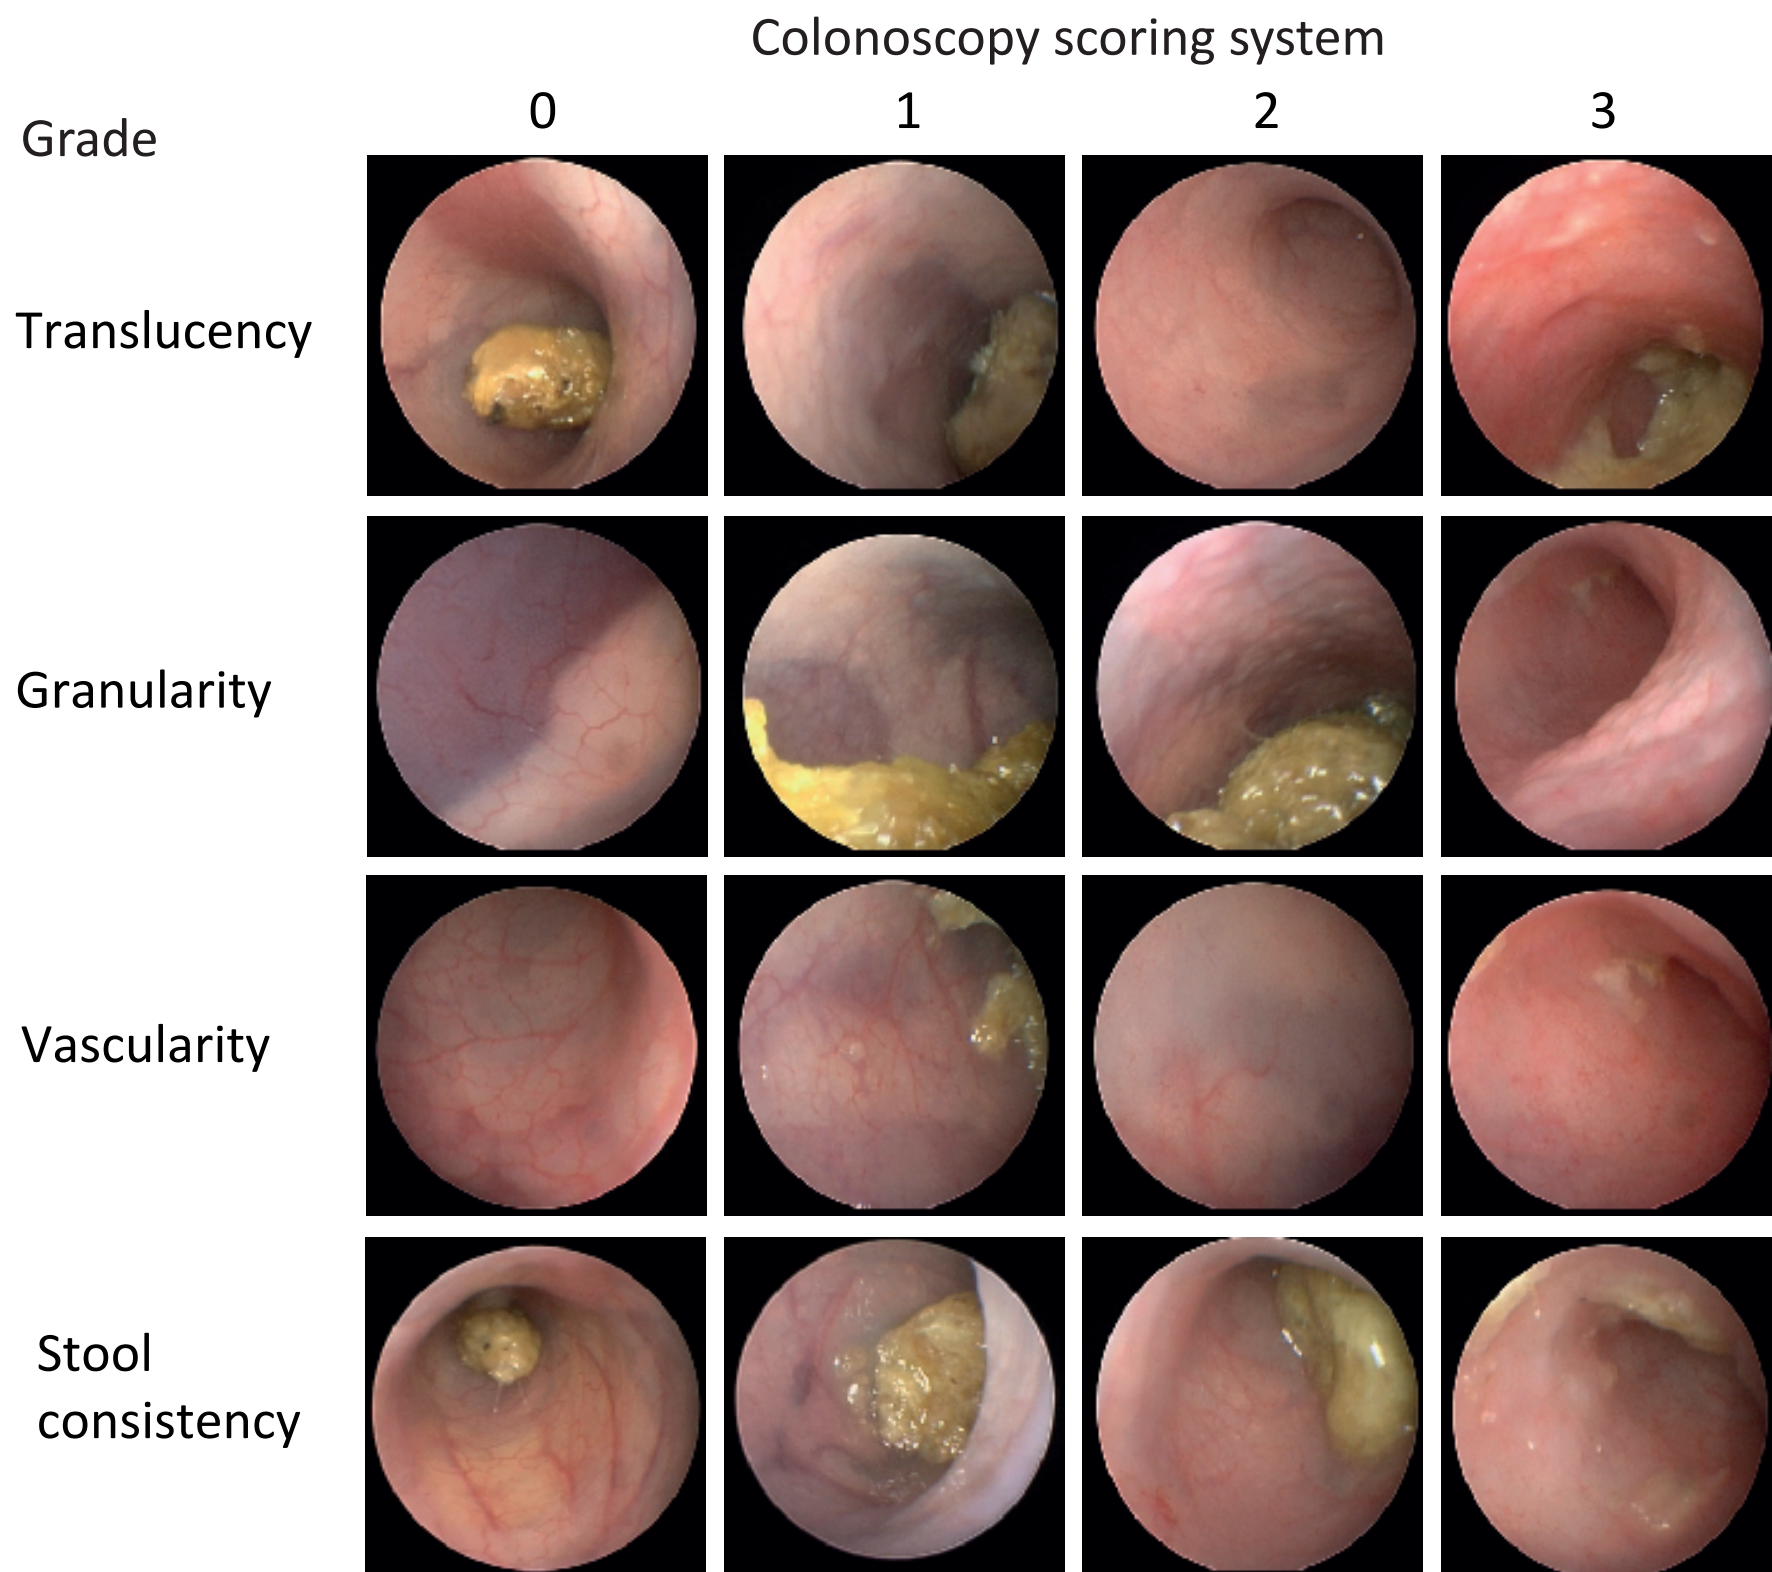 Colonoscopy scoring system
Grade
0 1 2 3
Translucency
Granularity
Vascularity
Stool
consistency